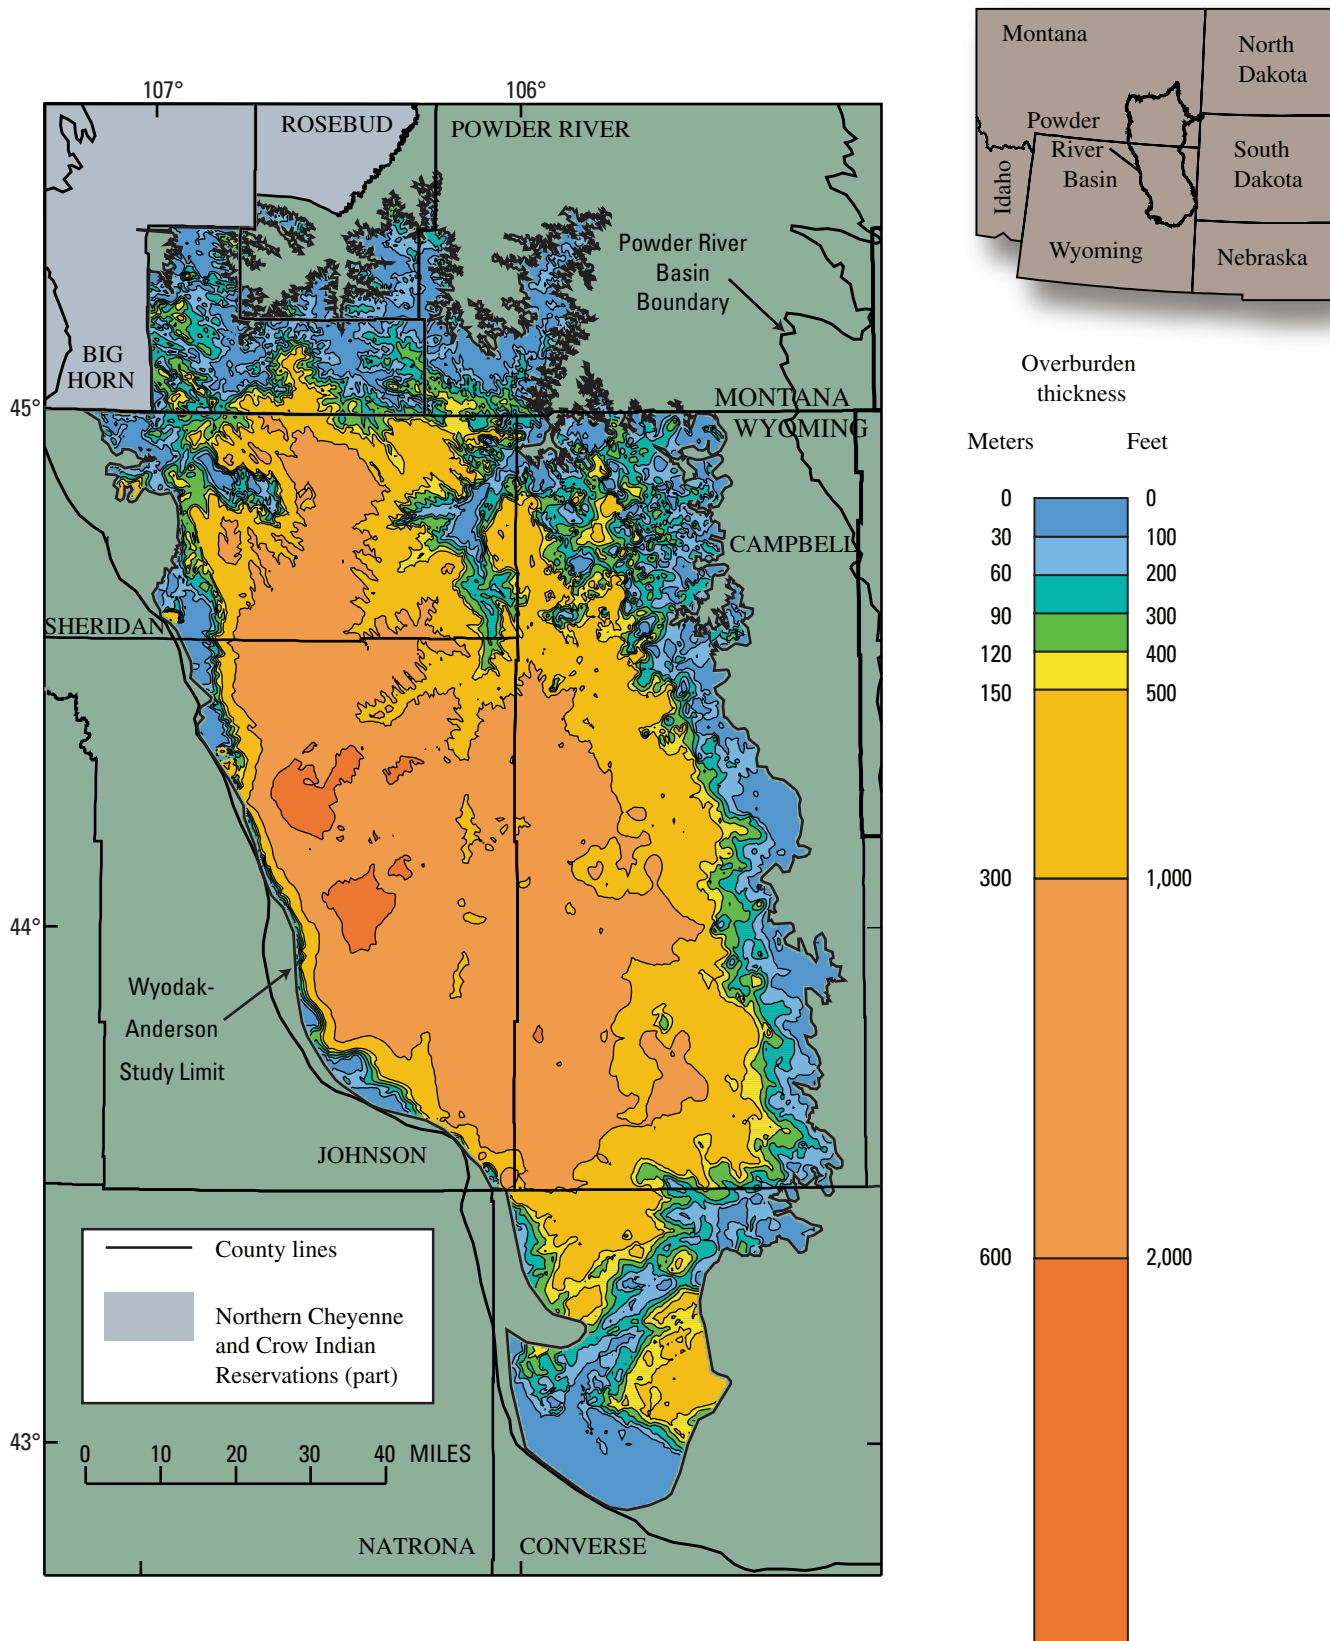 107°
106°
ROSEBUD
POWDER RIVER
Powder River
Basin
Boundary
BIG
HORN
45°
MONTANA
WYOMING
CAMPBELL
SHERIDAN
44°
Wyodak-
Anderson
Study Limit
JOHNSON
County lines
Northern Cheyenne
and Crow Indian
Reservations (part)
43°
0 10 20 30 40 MILES
NATRONA
CONVERSE
Montana
North
Dakota
Powder
River
Basin
South
Dakota
Idaho
Wyoming
Nebraska
Overburden
thickness
Meters Feet
0 0
30 100
60 200
90 300
120 400
150 500
300 1,000
600 2,000